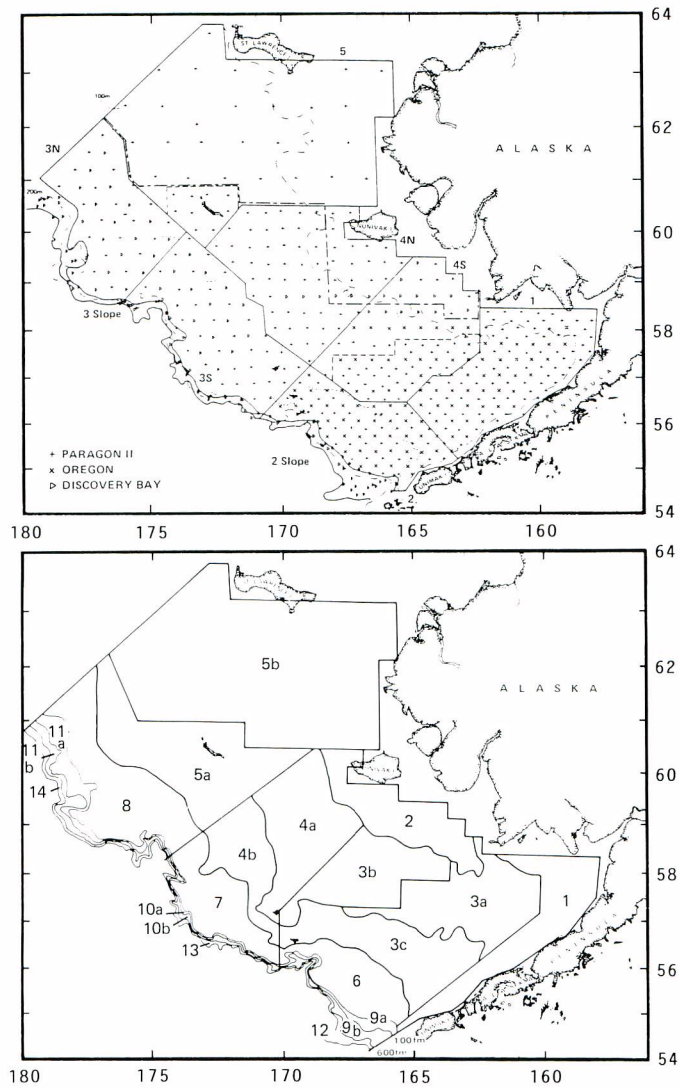 64
ST LAWRENCE
5
100m
62
3N
A L A S K A
200m
NUNIVAK I
60
4N
4S
3 Slope
1
58
3S
56
+ PARAGON II
x OREGON
▷ DISCOVERY BAY
2 Slope
UNIMAK
2
54
180
175
170
165
160
64
5b
62
A L A S K A
11
a
11
b
5a
60
14
8
4a
2
4b
3b
58
7
3a
1
10a
10b
3c
13
6
56
9a
12
9b
100fm
600fm
54
180
175
170
165
160